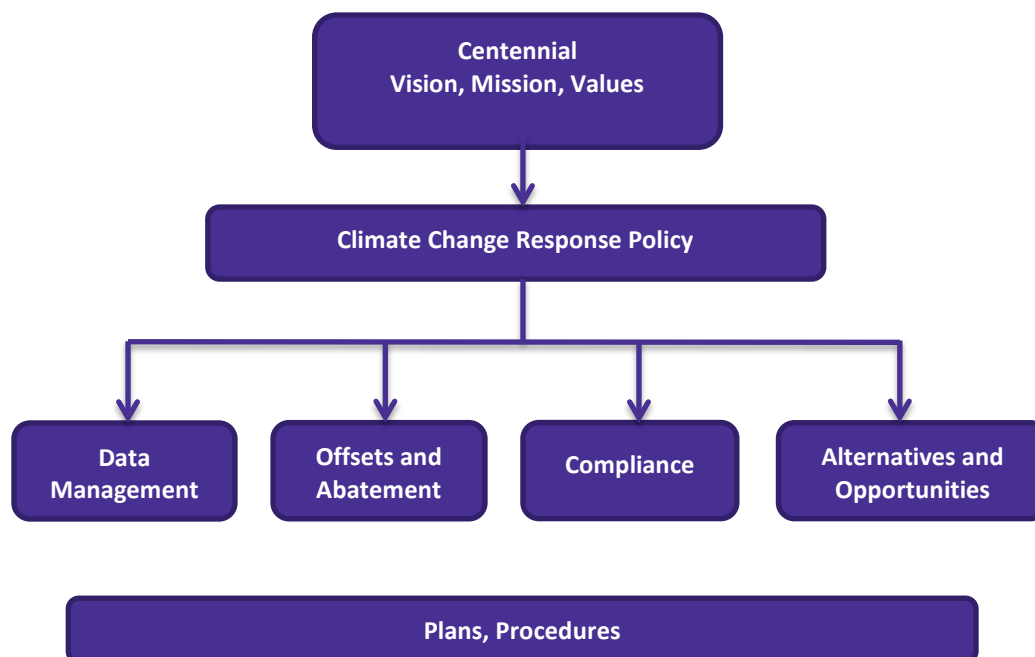 Centennial
Vision, Mission, Values
Climate Change Response Policy
Data
Management
Offsets and
Abatement
Compliance
Alternatives and
Opportunities
Plans, Procedures